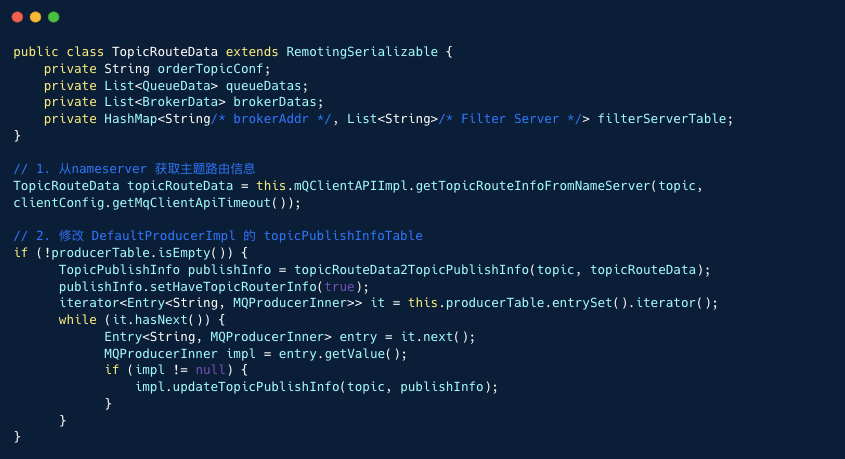 public class TopicRouteData extends RemotingSerializable {
    private String orderTopicConf;
    private List<QueueData> queueDatas;
    private List<BrokerData> brokerDatas;
    private HashMap<String/* brokerAddr */, List<String>/* Filter Server */> filterServerTable;
}

// 1. 从nameserver 获取主题路由信息
TopicRouteData topicRouteData = this.mQClientAPIImpl.getTopicRouteInfoFromNameServer(topic,
clientConfig.getMqClientApiTimeout());

// 2. 修改 DefaultProducerImpl 的 topicPublishInfoTable
if (!producerTable.isEmpty()) {
      TopicPublishInfo publishInfo = topicRouteData2TopicPublishInfo(topic, topicRouteData);
      publishInfo.setHaveTopicRouterInfo(true);
      iterator<Entry<String, MQProducerInner>> it = this.producerTable.entrySet().iterator();
      while (it.hasNext()) {
            Entry<String, MQProducerInner> entry = it.next();
            MQProducerInner impl = entry.getValue();
            if (impl != null) {
                impl.updateTopicPublishInfo(topic, publishInfo);
            }
      }
}